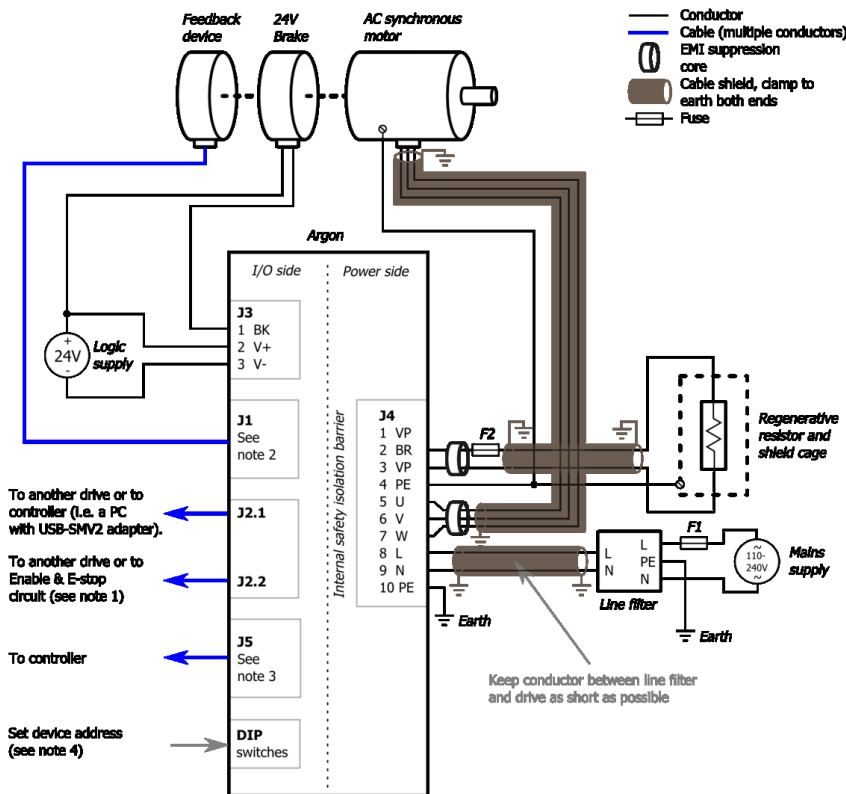 Feedback
device
24V
Brake
AC synchronous
motor
Conductor
Cable (multiple conductors)
EMI suppression
core
Cable shield, clamp to
earth both ends
Fuse
Argon
I/O side
Power side
Internal safety isolation barrier
J3
1 BK
2 V+
3 V-
+
24V
-
Logic
supply
J1
See
note 2
J4
1 VP
2 BR
3 VP
4 PE
5 U
6 V
7 W
8 L
9 N
10 PE
F2
Regenerative
resistor and
shield cage
To another drive or to
controller (i.e. a PC
with USB-SMV2 adapter).
J2.1
To another drive or to
Enable & E-stop
circuit (see note 1)
J2.2
L
N
L
PE
N
Line filter
F1
~
110-
240V
~
Mains
supply
Earth
Earth
To controller
J5
See
note 3
Keep conductor between line filter
and drive as short as possible
Set device address
(see note 4)
DIP
switches